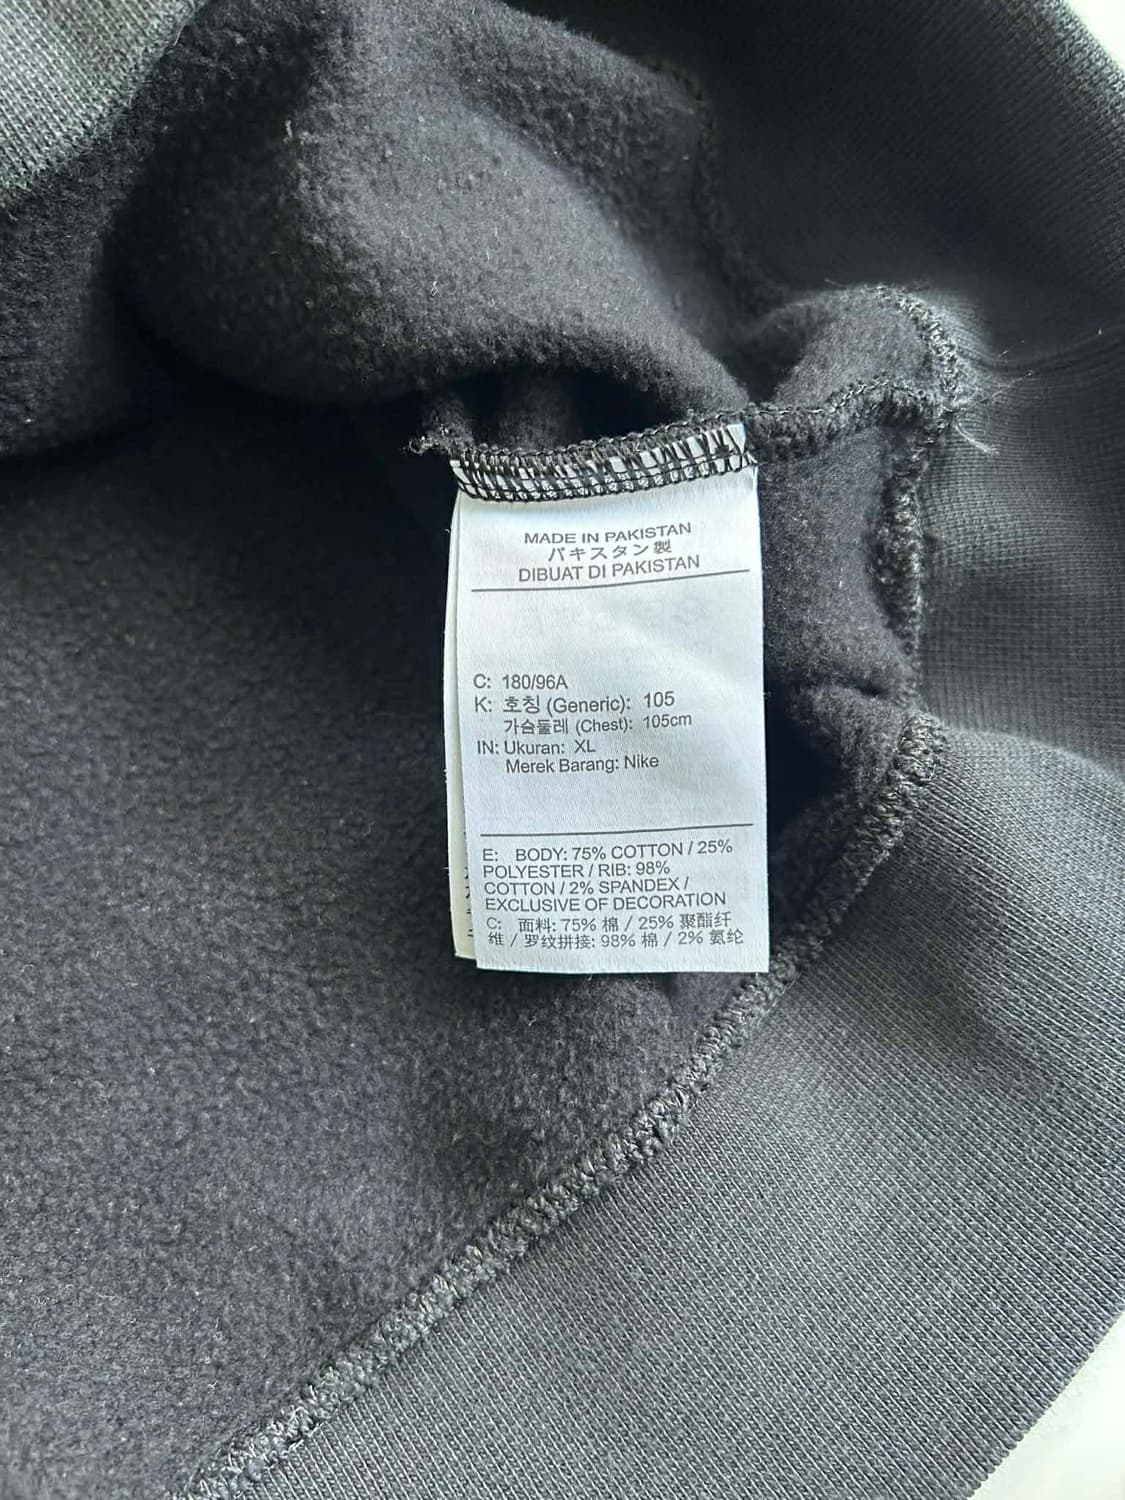 MADE IN PAKISTAN
パキスタン製
DIBUAT DI PAKISTAN
C: 180/96A
K: 호칭 (Generic): 105
가슴둘레 (Chest): 105cm
IN: Ukuran: XL
Merek Barang: Nike
E: BODY: 75% COTTON / 25%
POLYESTER / RIB: 98%
COTTON / 2% SPANDEX /
EXCLUSIVE OF DECORATION
C: 面料: 75% 棉 / 25% 聚酯纤
维 / 罗纹拼接: 98% 棉 / 2% 氨纶